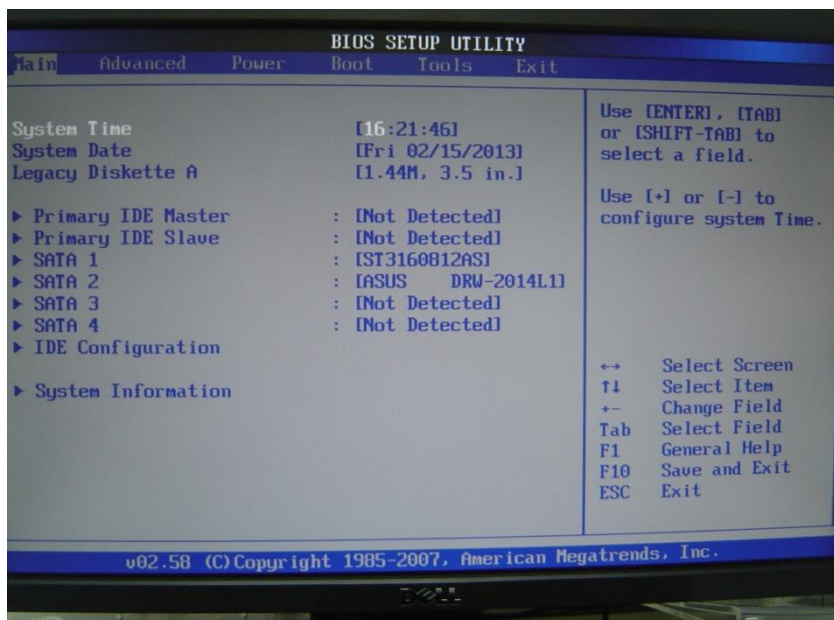 BIOS SETUP UTILITY
Main Advanced Power Boot Tools Exit
System Time [16:21:46]
System Date [Fri 02/15/2013]
Legacy Diskette A [1.44M, 3.5 in.]
▶ Primary IDE Master : [Not Detected]
▶ Primary IDE Slave : [Not Detected]
▶ SATA 1 : [ST3160812AS]
▶ SATA 2 : [ASUS DRW-2014L1]
▶ SATA 3 : [Not Detected]
▶ SATA 4 : [Not Detected]
▶ IDE Configuration
▶ System Information
Use [ENTER], [TAB]
or [SHIFT-TAB] to
select a field.
Use [+] or [-] to
configure system Time.
↔ Select Screen
↑↓ Select Item
+- Change Field
Tab Select Field
F1 General Help
F10 Save and Exit
ESC Exit
v02.58 (C)Copyright 1985-2007, American Megatrends, Inc.
DELL